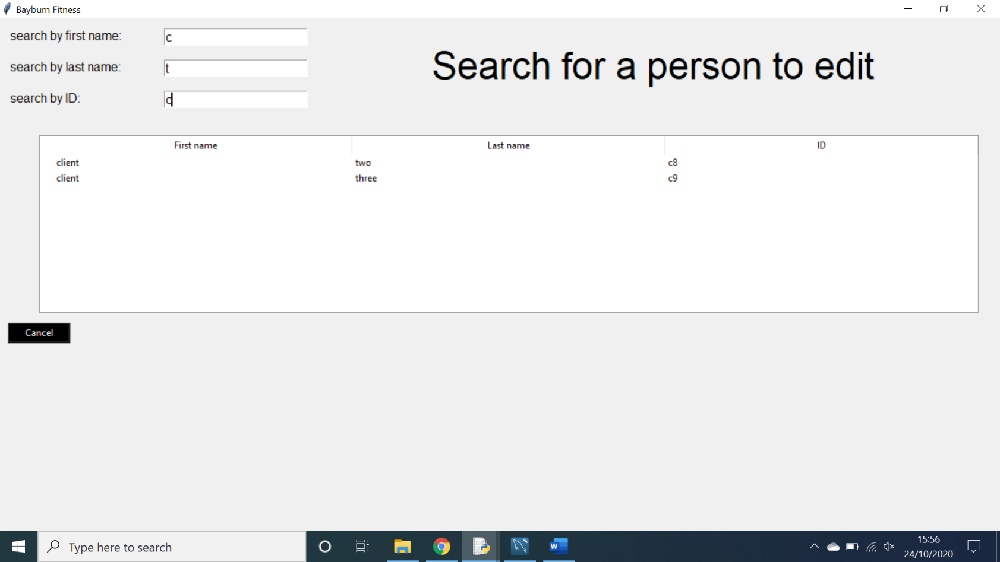 Bayburn Fitness
search by first name: c
search by last name: t
search by ID: c
Search for a person to edit
First name Last name ID
client two c8
client three c9
Cancel
Type here to search
W
15:56
24/10/2020